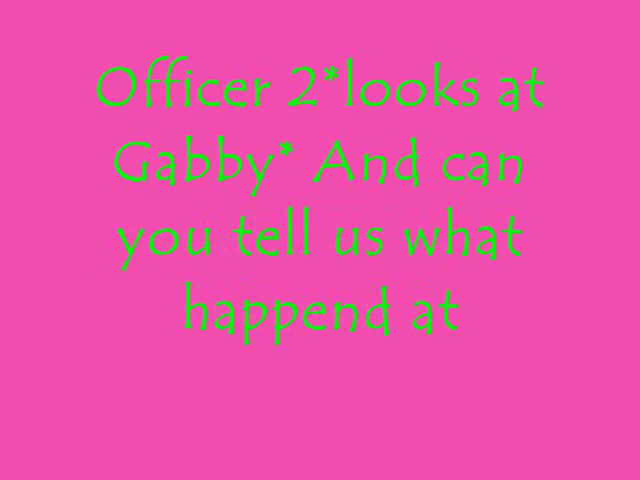 Officer 2*looks at
Gabby* And can
you tell us what
happend at